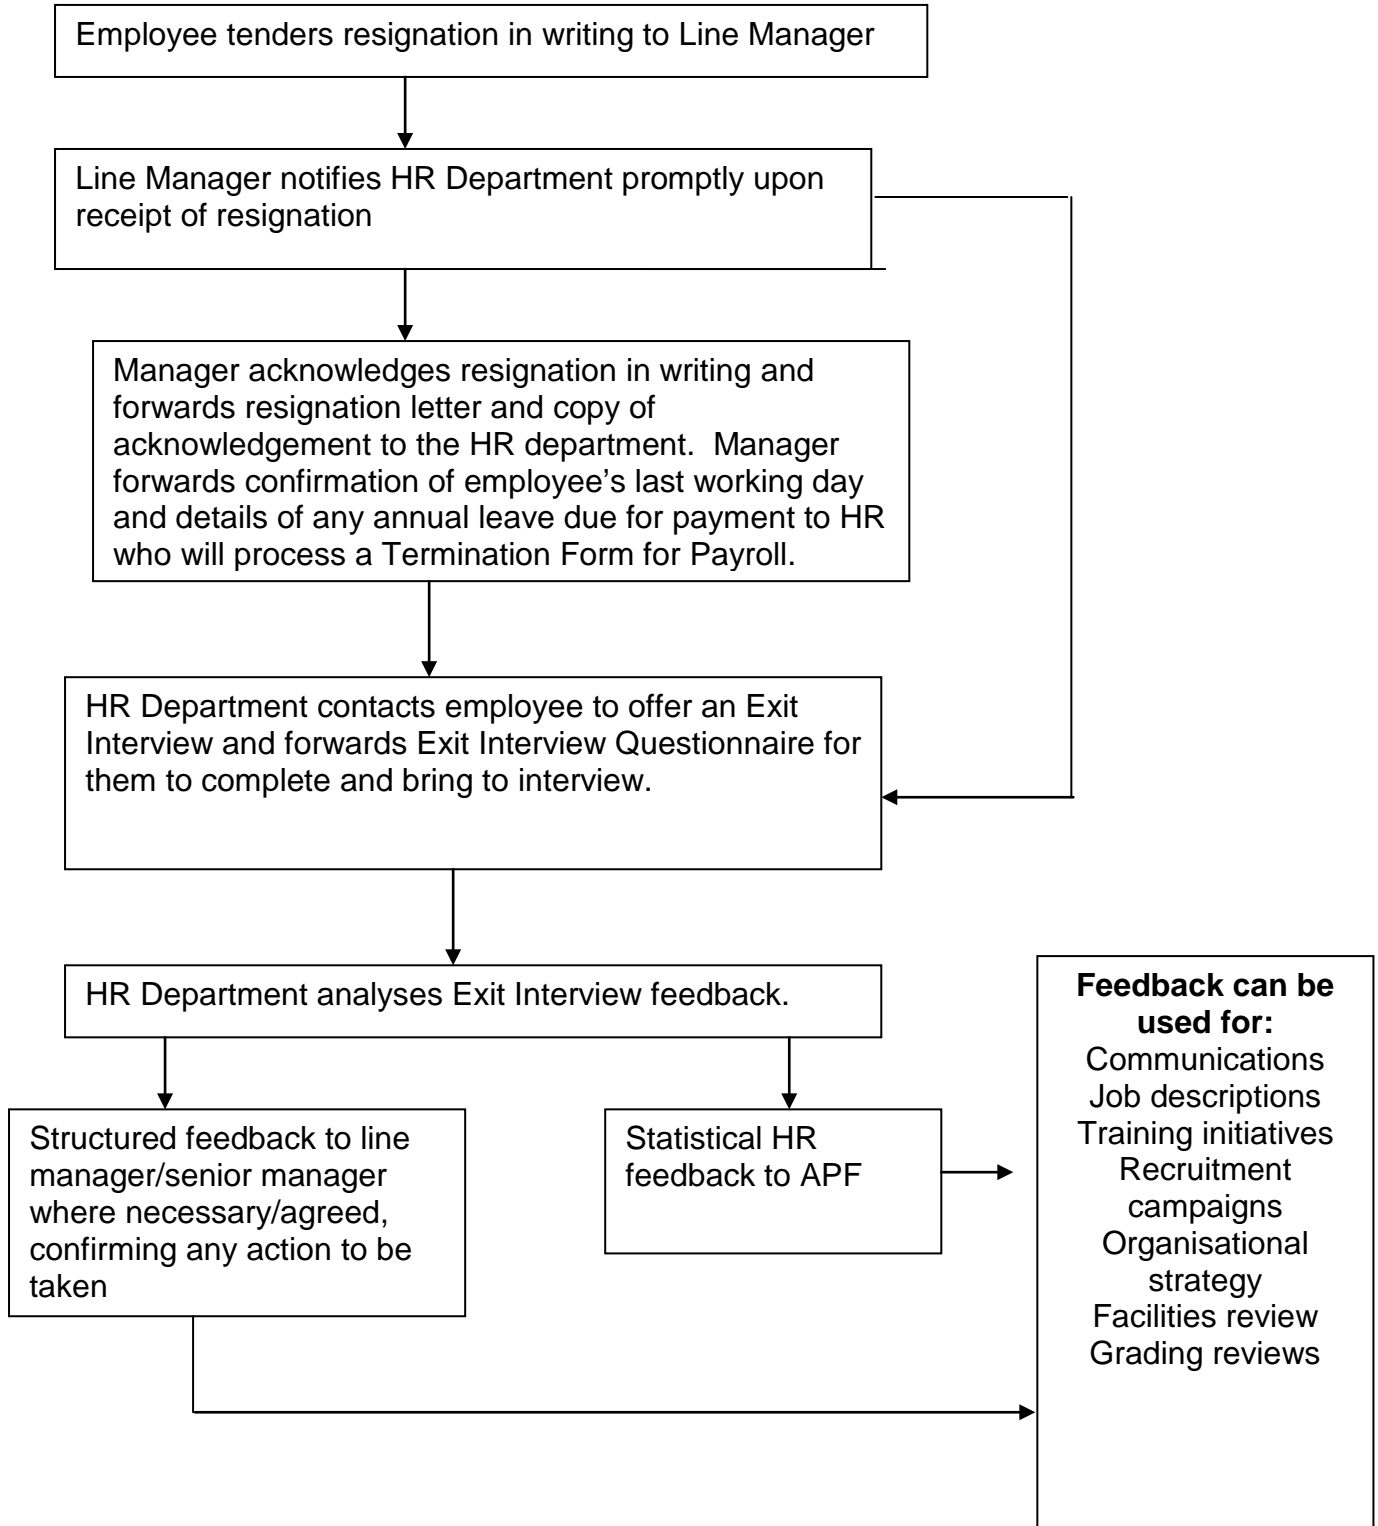 Employee tenders resignation in writing to Line Manager
Line Manager notifies HR Department promptly upon
receipt of resignation
Manager acknowledges resignation in writing and
forwards resignation letter and copy of
acknowledgement to the HR department.  Manager
forwards confirmation of employee’s last working day
and details of any annual leave due for payment to HR
who will process a Termination Form for Payroll.
HR Department contacts employee to offer an Exit
Interview and forwards Exit Interview Questionnaire for
them to complete and bring to interview.
HR Department analyses Exit Interview feedback.
Structured feedback to line
manager/senior manager
where necessary/agreed,
confirming any action to be
taken
Statistical HR
feedback to APF
Feedback can be
used for:
Communications
Job descriptions
Training initiatives
Recruitment
campaigns
Organisational
strategy
Facilities review
Grading reviews